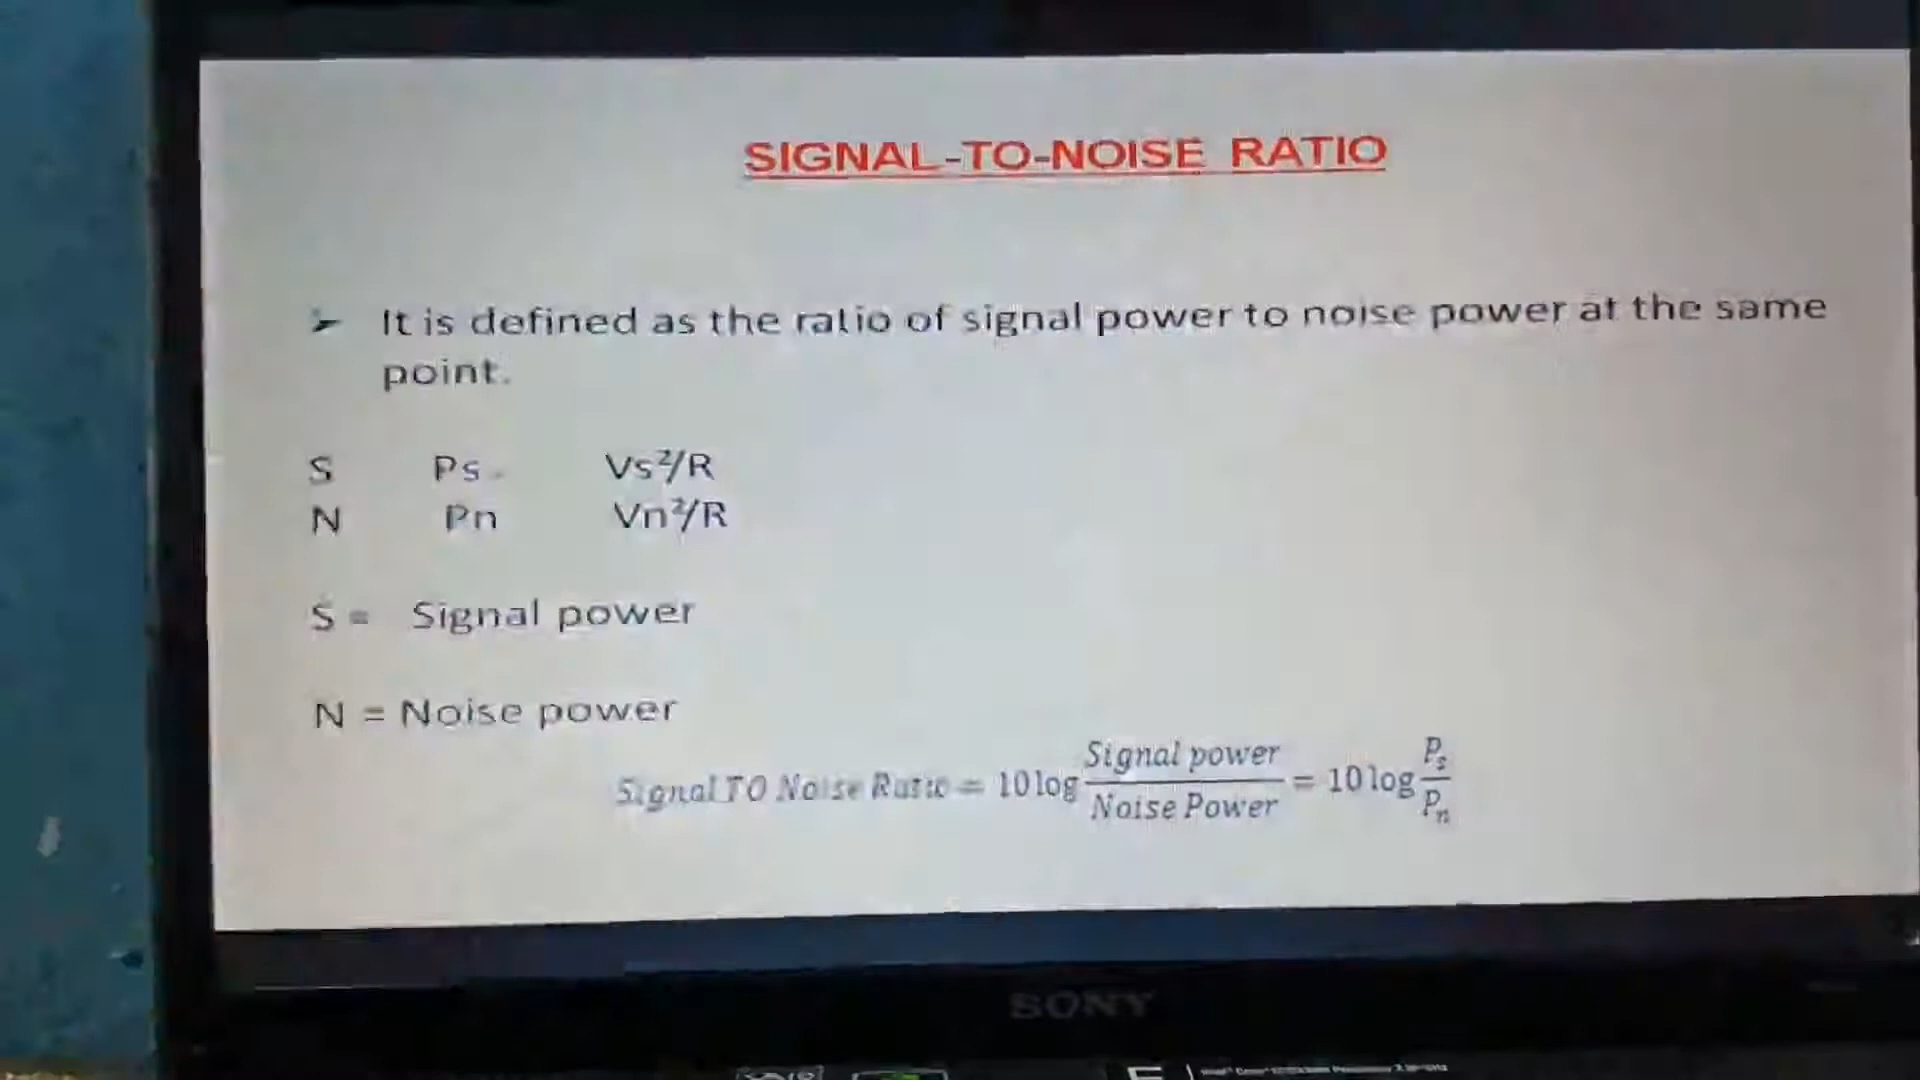 SIGNAL-TO-NOISE RATIO
➢ It is defined as the ratio of signal power to noise power at the same
point.
S Ps Vs²/R
N Pn Vn²/R
S = Signal power
N = Noise power
Signal TO Noise Ratio = 10 log Signal power / Noise Power = 10 log Pₛ / Pₙ
SONY